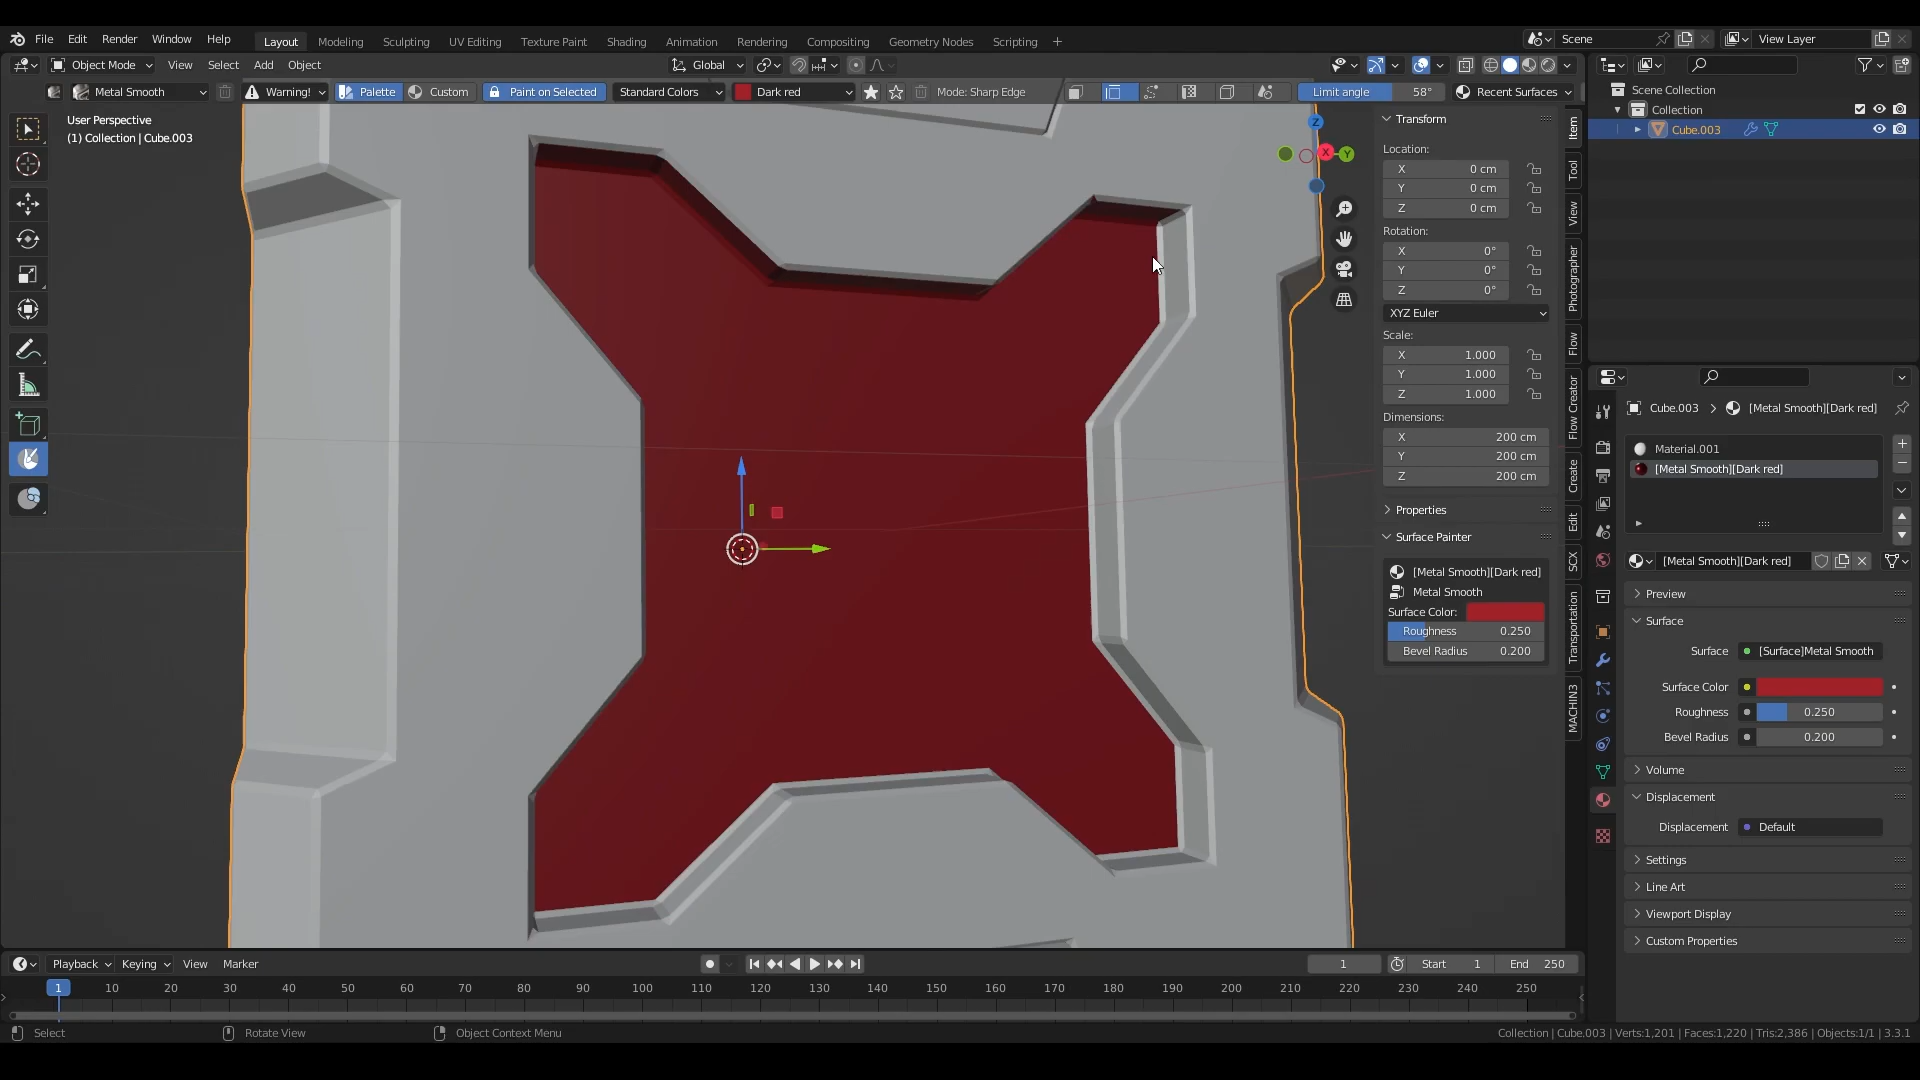 File Edit Render Window Help Layout Modeling Sculpting UV Editing Texture Paint Shading Animation Rendering Compositing Geometry Nodes Scripting + Scene View Layer
Object Mode View Select Add Object Global
Metal Smooth Warning! Palette Custom Paint on Selected Standard Colors Dark red Mode: Sharp Edge Limit angle 58° Recent Surfaces
User Perspective
(1) Collection | Cube.003
Z
X
Y
Transform
Location:
X 0 cm
Y 0 cm
Z 0 cm
Rotation:
X 0°
Y 0°
Z 0°
XYZ Euler
Scale:
X 1.000
Y 1.000
Z 1.000
Dimensions:
X 200 cm
Y 200 cm
Z 200 cm
Properties
Surface Painter
[Metal Smooth][Dark red]
Metal Smooth
Surface Color:
Roughness 0.250
Bevel Radius 0.200
Item
Tool
View
Photographer
Flow
Flow Creator
Create
Edit
SCX
Transportation
MACHIN3
Scene Collection
Collection
Cube.003
Cube.003 [Metal Smooth][Dark red]
Material.001
[Metal Smooth][Dark red]
[Metal Smooth][Dark red]
Preview
Surface
Surface [Surface]Metal Smooth
Surface Color
Roughness 0.250
Bevel Radius 0.200
Volume
Displacement
Displacement Default
Settings
Line Art
Viewport Display
Custom Properties
Playback Keying View Marker 1 Start 1 End 250
1 10 20 30 40 50 60 70 80 90 100 110 120 130 140 150 160 170 180 190 200 210 220 230 240 250
Select Rotate View Object Context Menu Collection | Cube.003 | Verts:1,201 | Faces:1,220 | Tris:2,386 | Objects:1/1 | 3.3.1